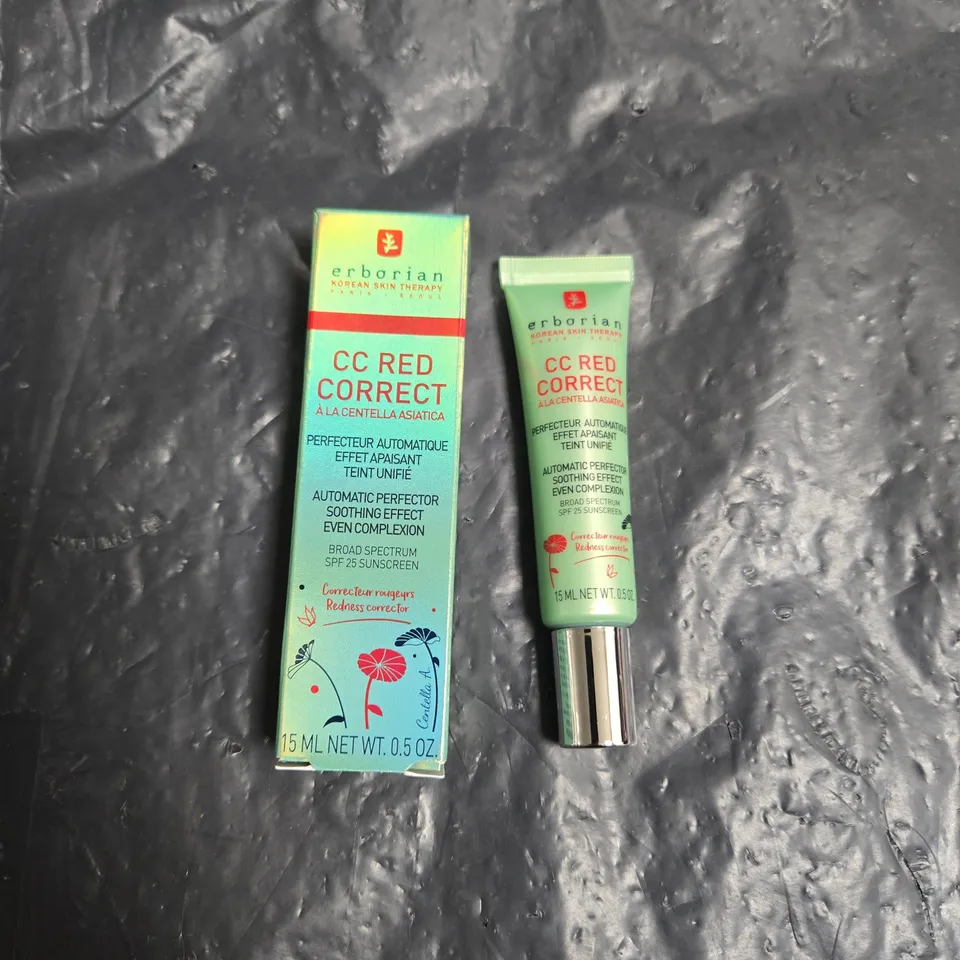 erborian
KOREAN SKIN THERAPY
PARIS · SEOUL
CC RED
CORRECT
À LA CENTELLA ASIATICA
PERFECTEUR AUTOMATIQUE
EFFET APAISANT
TEINT UNIFIÉ
AUTOMATIC PERFECTOR
SOOTHING EFFECT
EVEN COMPLEXION
BROAD SPECTRUM
SPF 25 SUNSCREEN
Correcteur rougeurs
Redness corrector
Centella A.
15 ML NET WT. 0.5 OZ.
erborian
KOREAN SKIN THERAPY
PARIS · SEOUL
CC RED
CORRECT
À LA CENTELLA ASIATICA
PERFECTEUR AUTOMATIQUE
EFFET APAISANT
TEINT UNIFIÉ
AUTOMATIC PERFECTOR
SOOTHING EFFECT
EVEN COMPLEXION
BROAD SPECTRUM
SPF 25 SUNSCREEN
Correcteur rougeurs
Redness corrector
15 ML NET WT. 0.5 OZ.